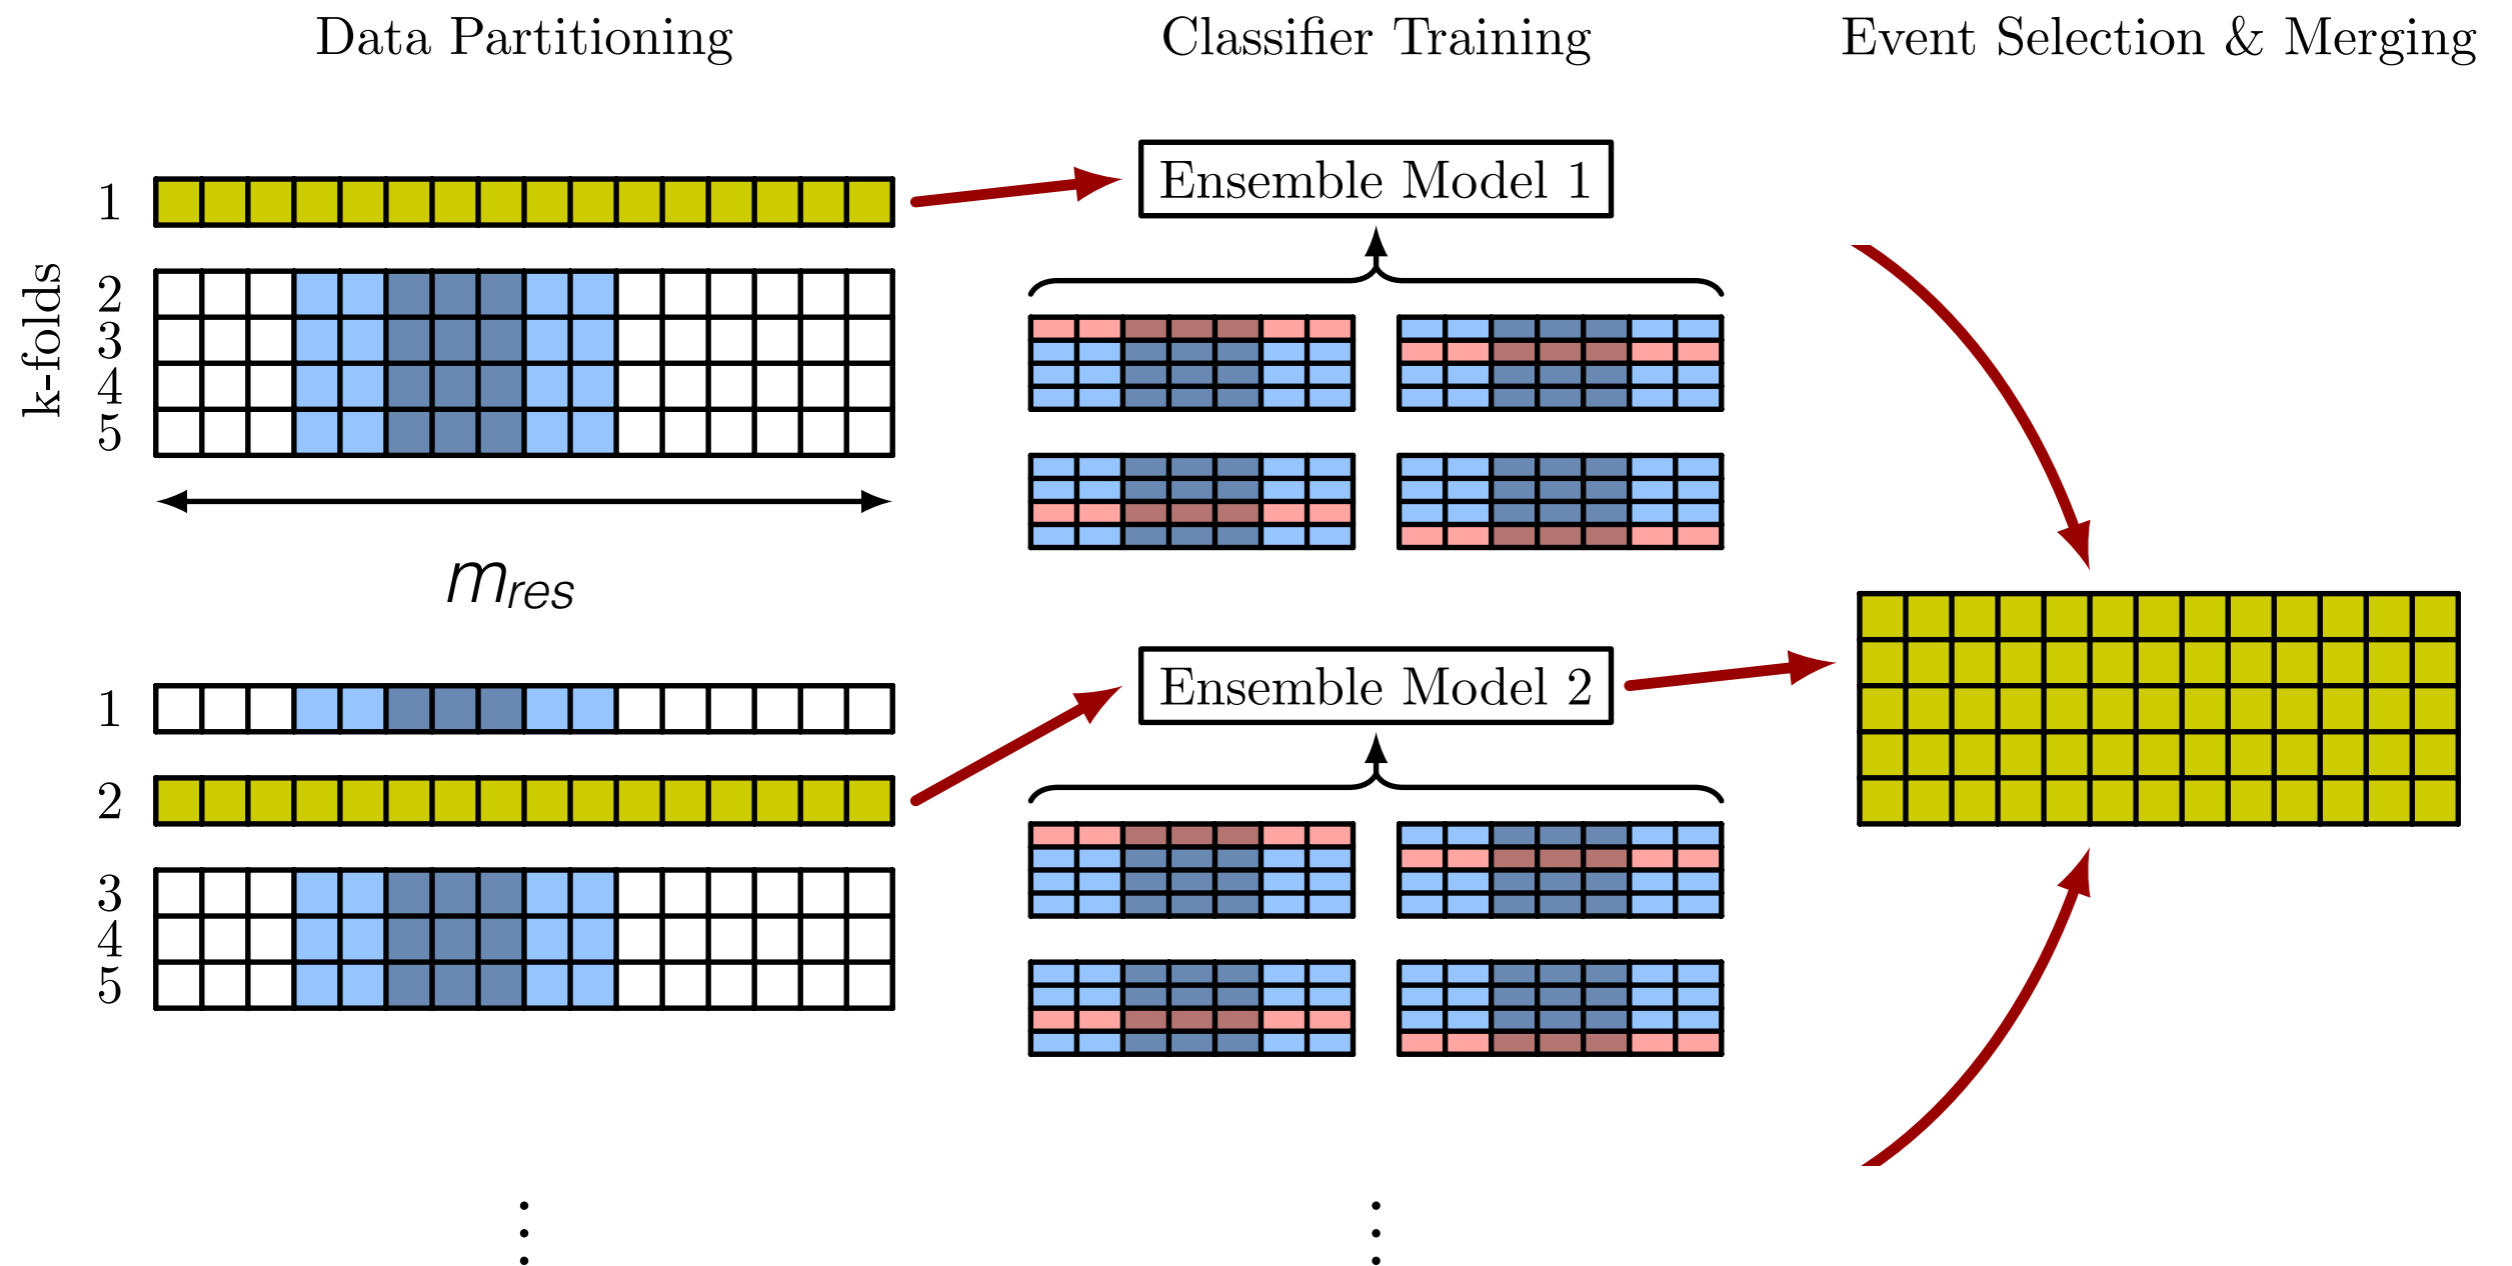 Data Partitioning
Classifier Training
Event Selection & Merging
k-folds
1
2
3
4
5
m_res
Ensemble Model 1
1
2
3
4
5
Ensemble Model 2